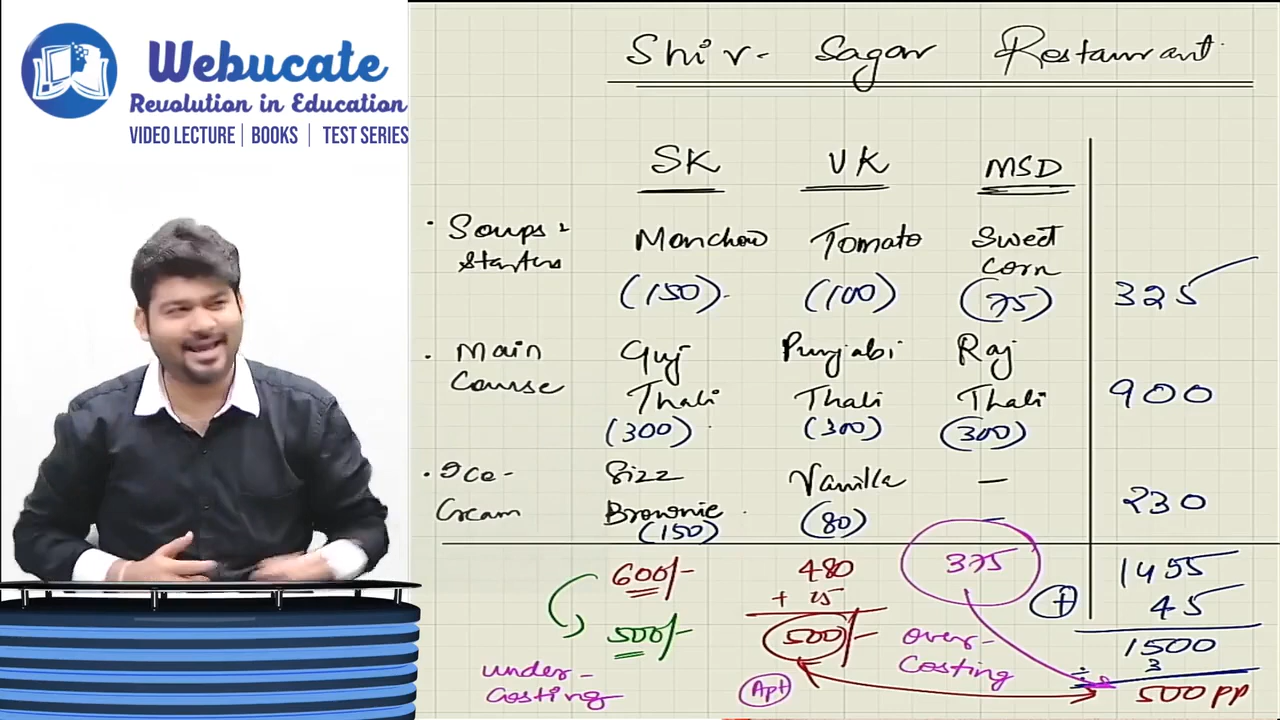 Webucate
Revolution in Education
VIDEO LECTURE | BOOKS | TEST SERIES
Shiv-Sagar Restaurant
SK VK MSD
• Soups & Starters
Manchow Tomato Sweet corn
(150) (100) (75) 325
• Main Course
Guj Thali Punjabi Thali Raj Thali
(300) (300) (300) 900
• Ice-Cream
Sizz Brownie Vanilla —
(150) (80) — 230
600/- 480 375 1455
+ 15 + 45
500/- 500/- 1500
under-costing over-costing ÷ 3
Apt 500 PP